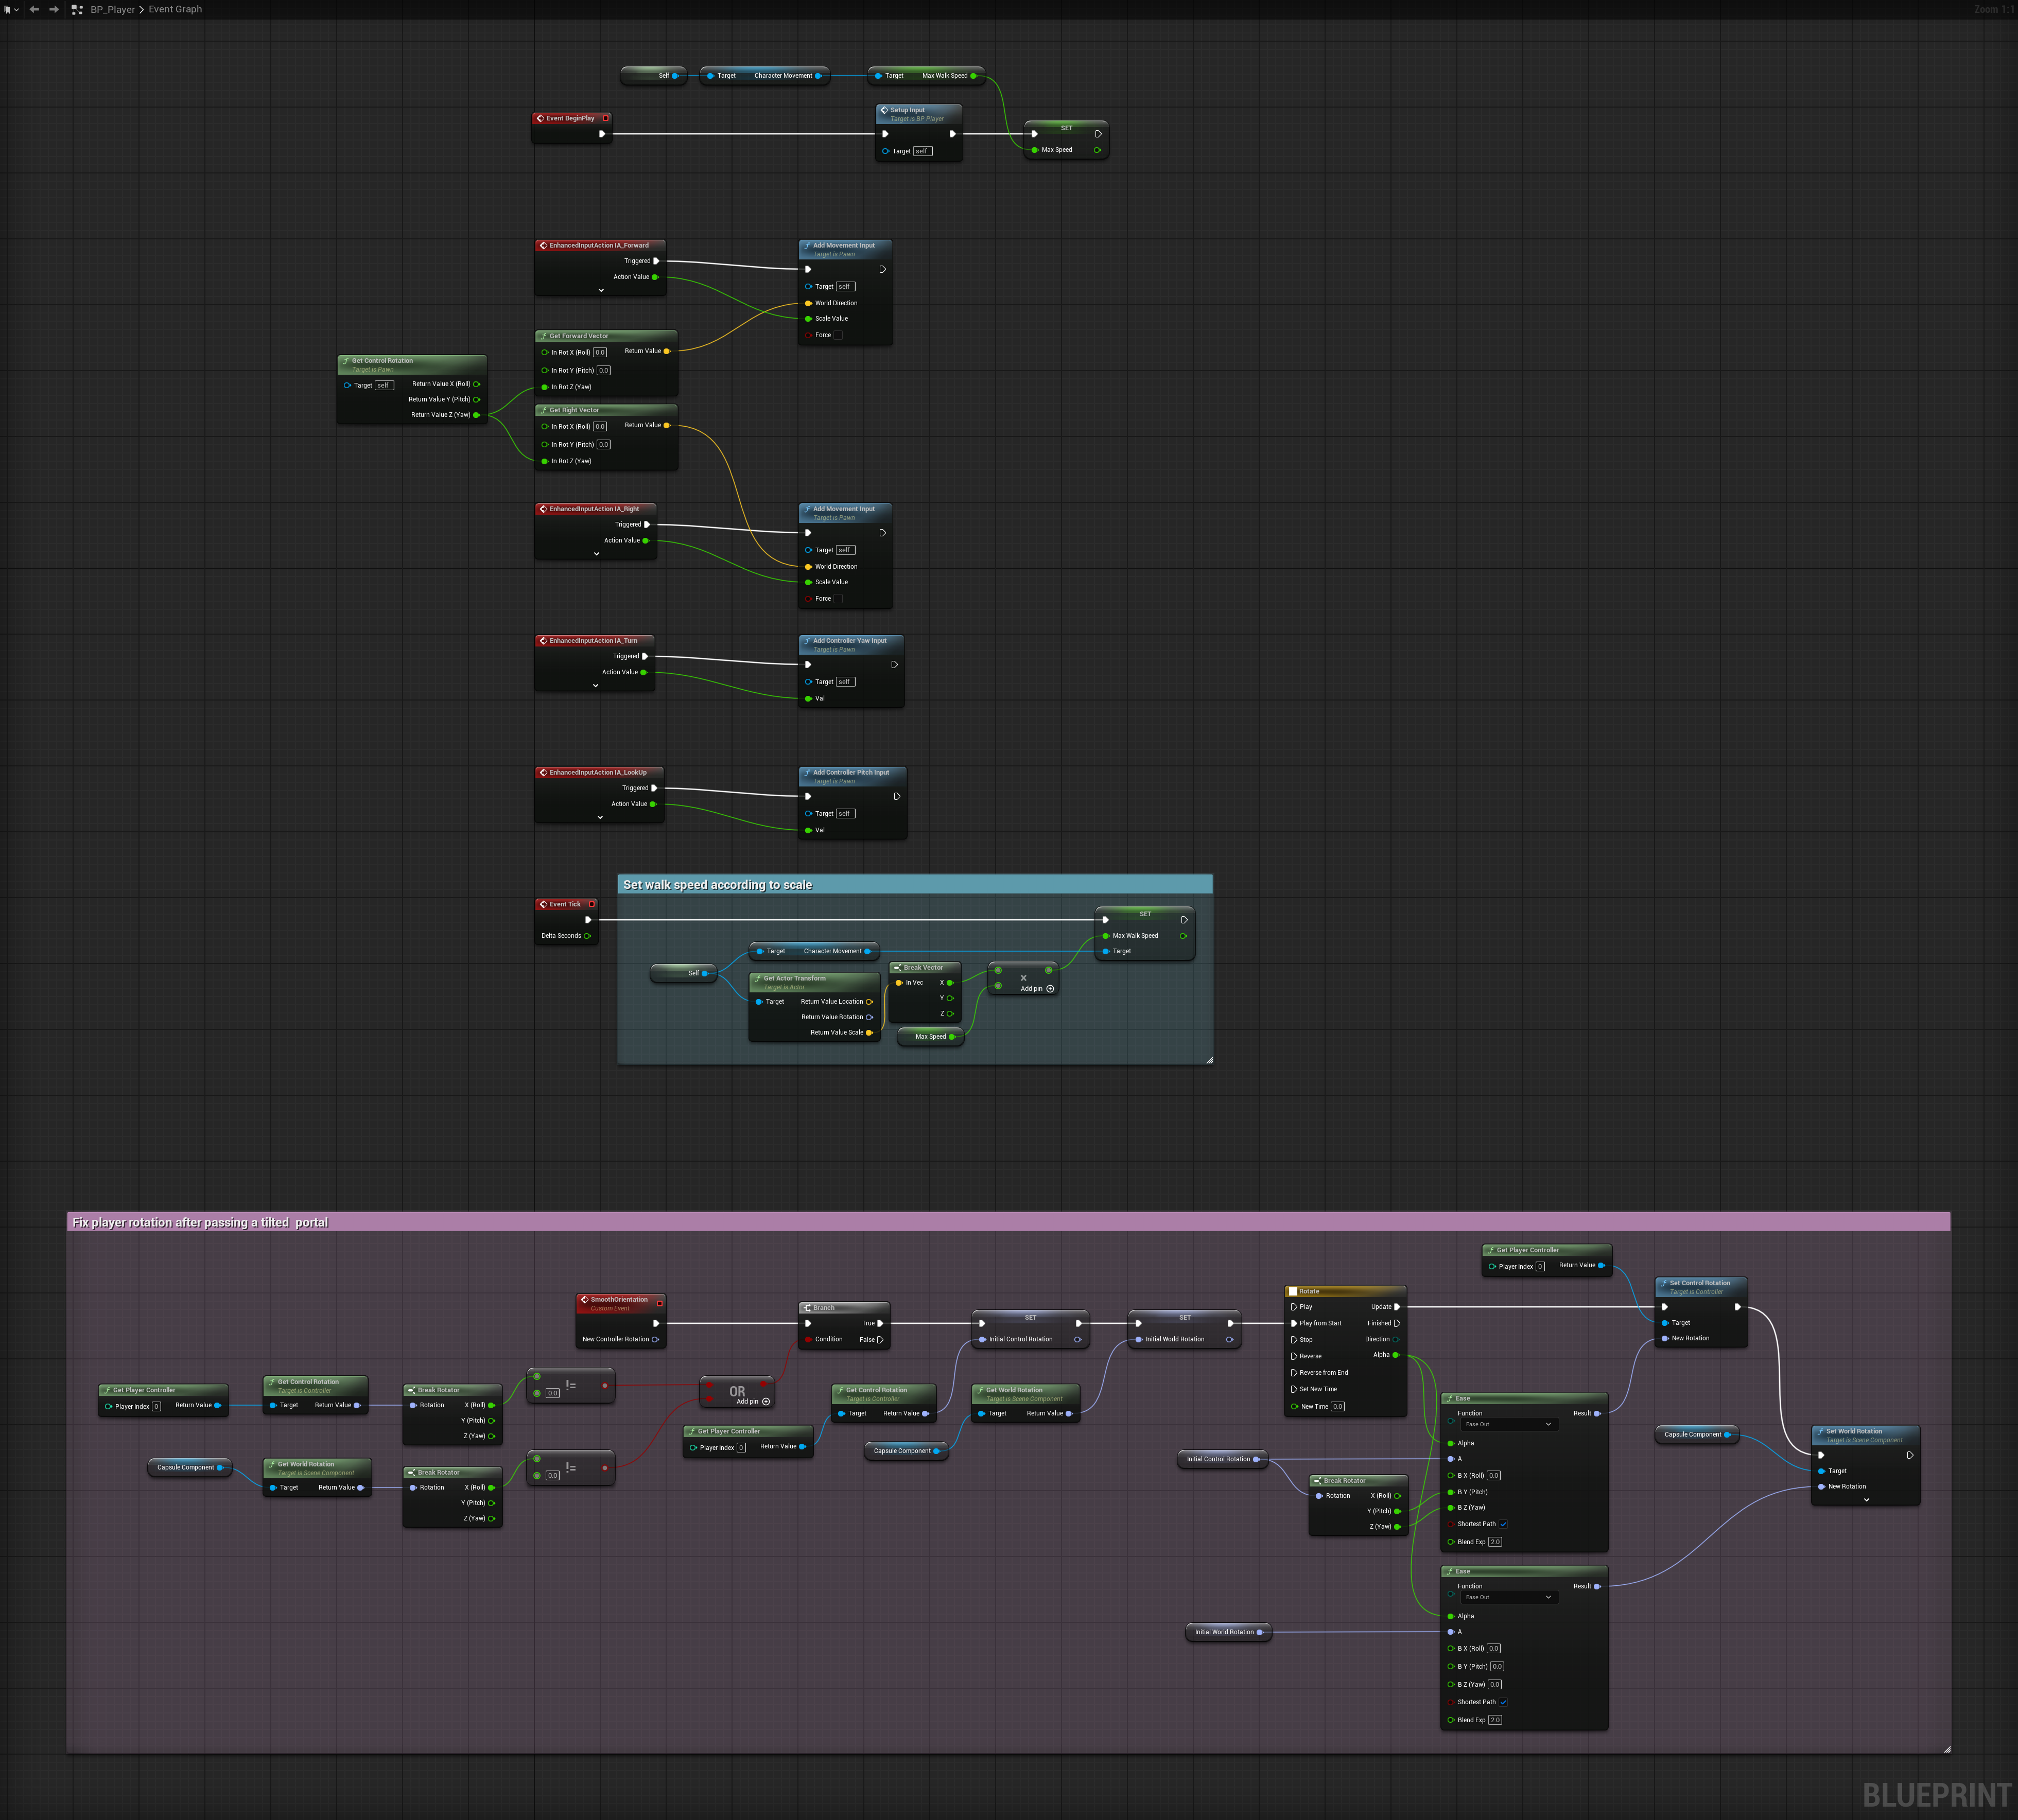 BP_Player > Event Graph
Zoom 1:1
Self
Target Character Movement
Target Max Walk Speed
Event BeginPlay
Setup Input
Target is BP Player
Target self
SET
Max Speed
EnhancedInputAction IA_Forward
Triggered
Action Value
Add Movement Input
Target is Pawn
Target self
World Direction
Scale Value
Force
Get Control Rotation
Target is Pawn
Target self
Return Value X (Roll)
Return Value Y (Pitch)
Return Value Z (Yaw)
Get Forward Vector
In Rot X (Roll) 0.0 Return Value
In Rot Y (Pitch) 0.0
In Rot Z (Yaw)
Get Right Vector
In Rot X (Roll) 0.0 Return Value
In Rot Y (Pitch) 0.0
In Rot Z (Yaw)
EnhancedInputAction IA_Right
Triggered
Action Value
Add Movement Input
Target is Pawn
Target self
World Direction
Scale Value
Force
EnhancedInputAction IA_Turn
Triggered
Action Value
Add Controller Yaw Input
Target is Pawn
Target self
Val
EnhancedInputAction IA_LookUp
Triggered
Action Value
Add Controller Pitch Input
Target is Pawn
Target self
Val
Set walk speed according to scale
Event Tick
Delta Seconds
Self
Target Character Movement
Get Actor Transform
Target is Actor
Target Return Value Location
Return Value Rotation
Return Value Scale
Break Vector
In Vec X
Y
Z
Max Speed
x
Add pin
SET
Max Walk Speed
Target
Fix player rotation after passing a tilted  portal
SmoothOrientation
Custom Event
New Controller Rotation
Get Player Controller
Player Index 0 Return Value
Get Control Rotation
Target is Controller
Target Return Value
Break Rotator
Rotation X (Roll)
Y (Pitch)
Z (Yaw)
!=
0.0
Capsule Component
Get World Rotation
Target is Scene Component
Target Return Value
Break Rotator
Rotation X (Roll)
Y (Pitch)
Z (Yaw)
!=
0.0
OR
Add pin
Branch
True
Condition False
Get Player Controller
Player Index 0 Return Value
Get Control Rotation
Target is Controller
Target Return Value
Capsule Component
Get World Rotation
Target is Scene Component
Target Return Value
SET
Initial Control Rotation
SET
Initial World Rotation
Rotate
Play Update
Play from Start Finished
Stop Direction
Reverse Alpha
Reverse from End
Set New Time
New Time 0.0
Initial Control Rotation
Break Rotator
Rotation X (Roll)
Y (Pitch)
Z (Yaw)
Initial World Rotation
Ease
Function Result
Ease Out
Alpha
A
B X (Roll) 0.0
B Y (Pitch)
B Z (Yaw)
Shortest Path
Blend Exp 2.0
Ease
Function Result
Ease Out
Alpha
A
B X (Roll) 0.0
B Y (Pitch) 0.0
B Z (Yaw) 0.0
Shortest Path
Blend Exp 2.0
Get Player Controller
Player Index 0 Return Value
Set Control Rotation
Target is Controller
Target
New Rotation
Capsule Component
Set World Rotation
Target is Scene Component
Target
New Rotation
BLUEPRINT